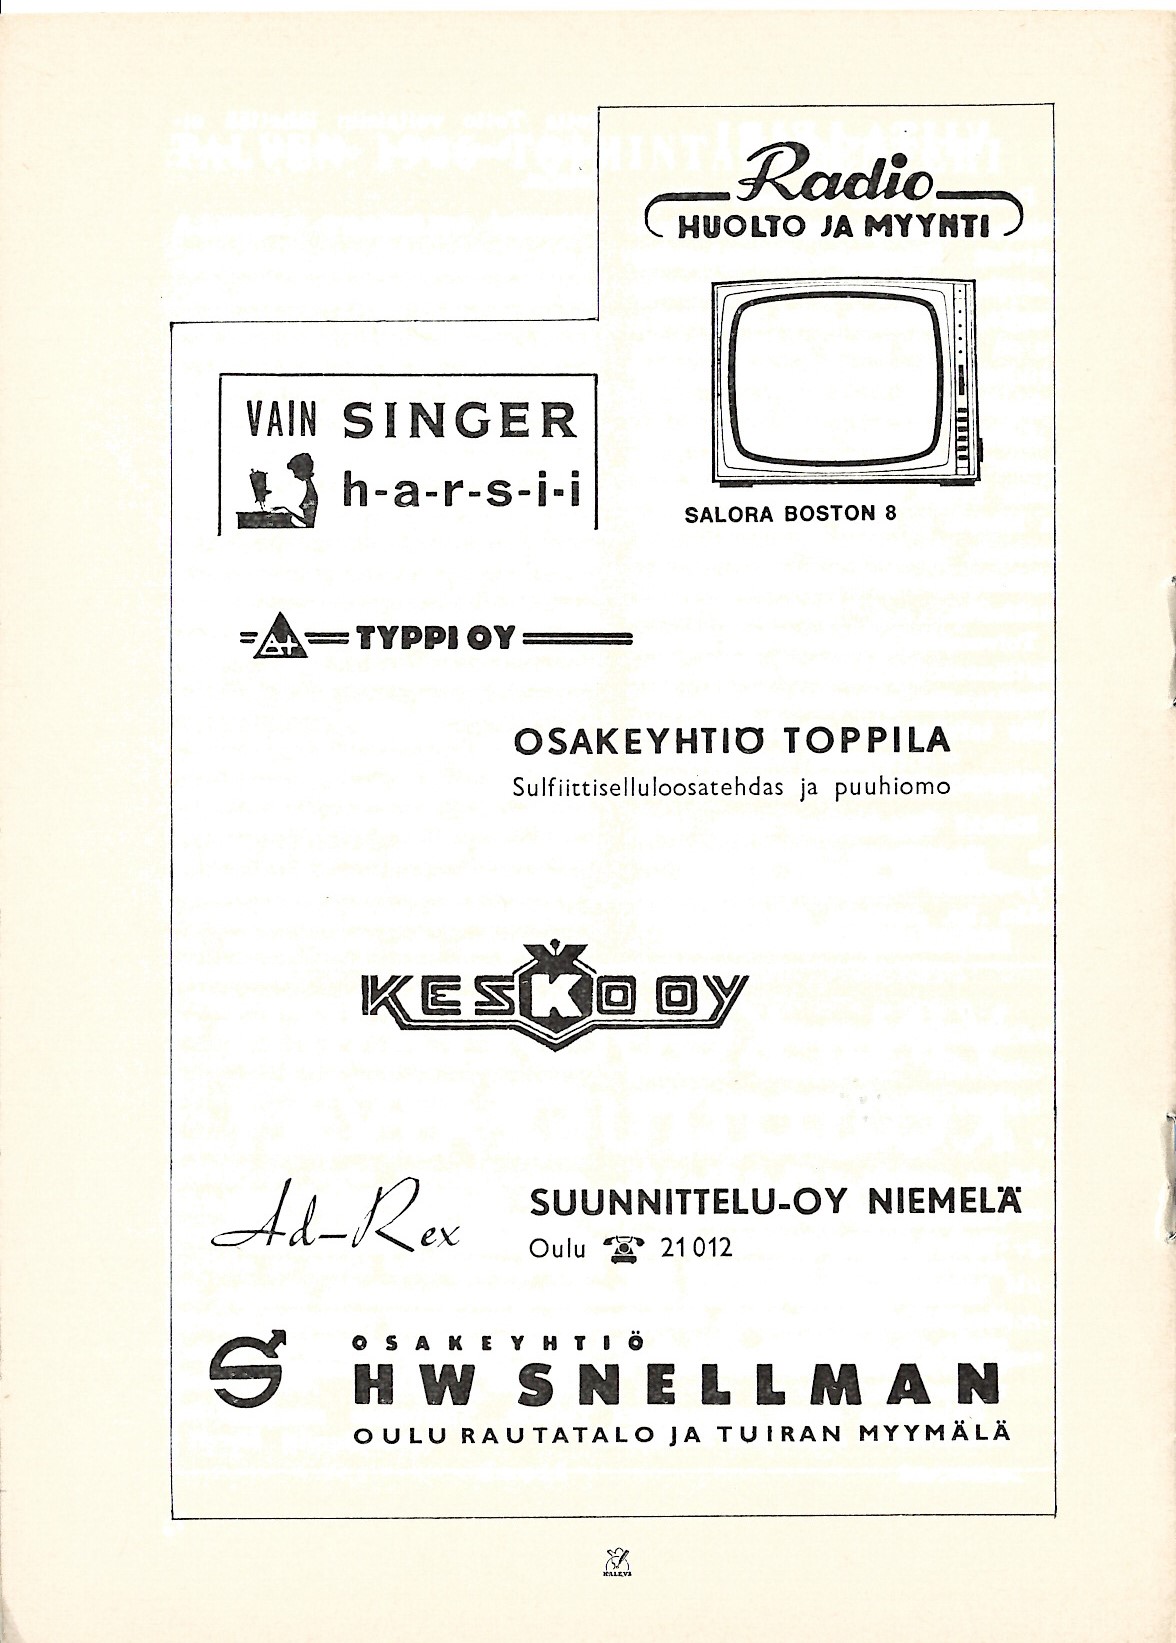 Radio
HUOLTO JA MYYNTI
SALORA BOSTON 8
VAIN SINGER
h-a-r-s-i-i
A+ TYPPI OY
OSAKEYHTIÖ TOPPILA
Sulfiittiselluloosatehdas ja puuhiomo
KESKO OY
Ad-Rex
SUUNNITTELU-OY NIEMELÄ
Oulu 21 012
OSAKEYHTIÖ
HW SNELLMAN
OULU RAUTATALO JA TUIRAN MYYMÄLÄ
KALEVA